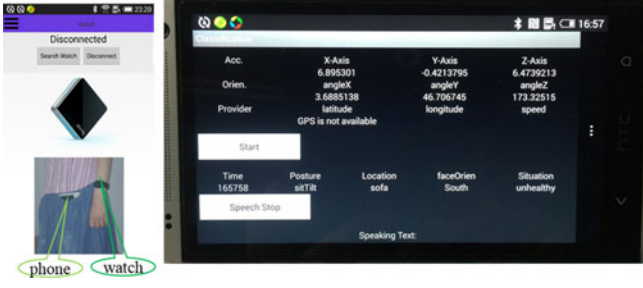 23:20
Disconnected
Search Watch Disconnect
phone watch
16:57
Classification
Acc. X-Axis Y-Axis Z-Axis
6.895301 -0.4213795 6.4739213
Orien. angleX angleY angleZ
3.6885138 46.706745 173.32515
Provider latitude longitude speed
GPS is not available
Start
Time Posture Location faceOrien Situation
165758 sitTilt sofa South unhealthy
Speech Stop
Speaking Text:
hTC